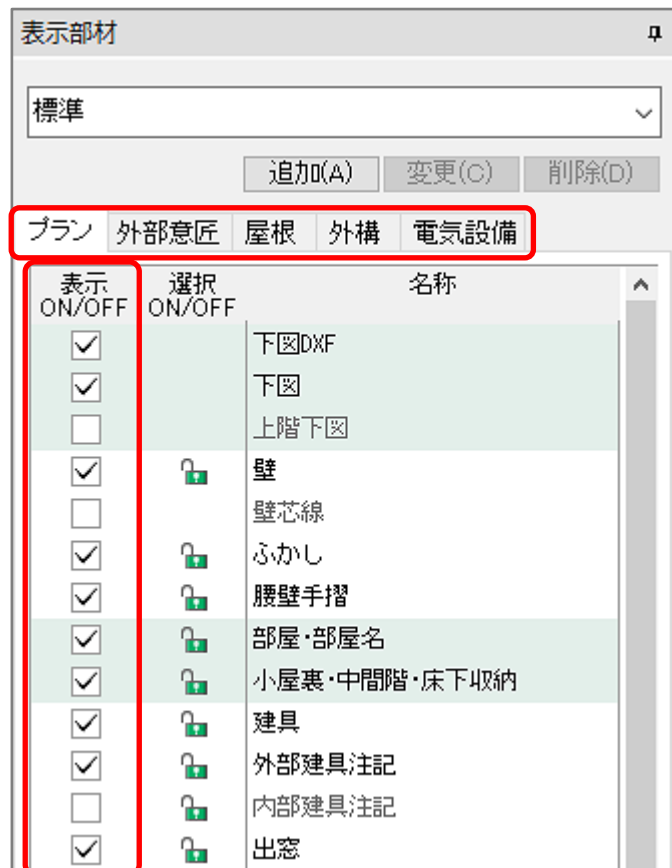 表示部材
標準
追加(A) 変更(C) 削除(D)
プラン 外部意匠 屋根 外構 電気設備
表示 選択 名称
ON/OFF ON/OFF
下図DXF
下図
上階下図
壁
壁芯線
ふかし
腰壁手摺
部屋・部屋名
小屋裏・中間階・床下収納
建具
外部建具注記
内部建具注記
出窓